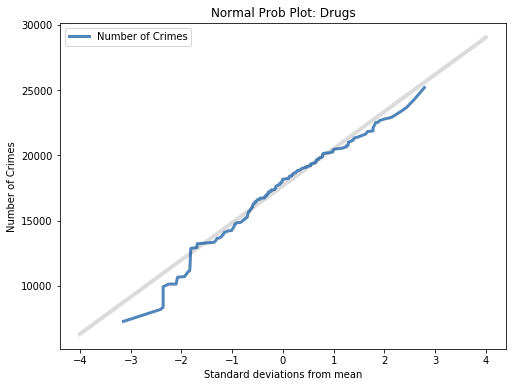 Normal Prob Plot: Drugs
Number of Crimes
30000
25000
20000
15000
10000
Number of Crimes
−4 −3 −2 −1 0 1 2 3 4
Standard deviations from mean